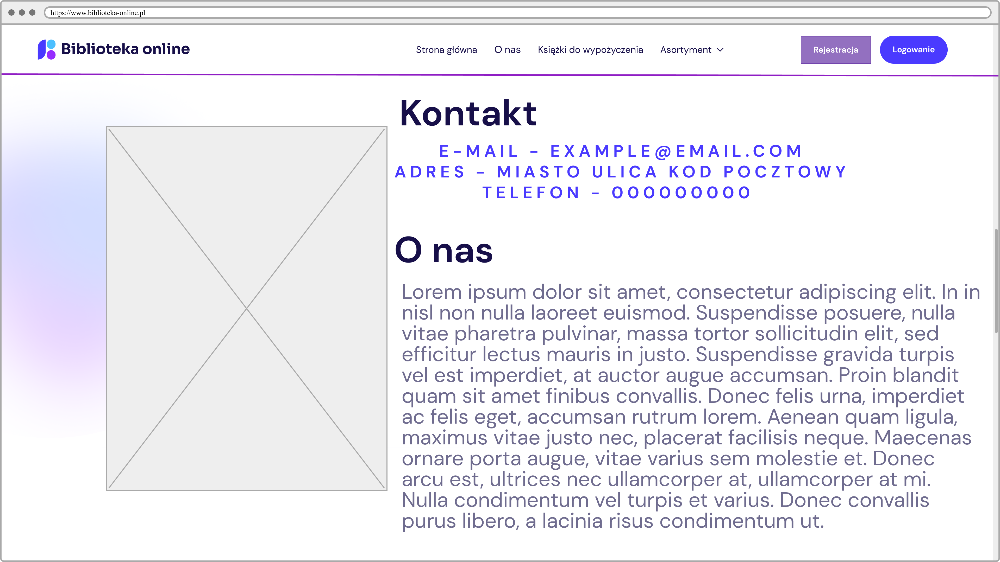 https://www.biblioteka-online.pl
Biblioteka online
Strona główna
O nas
Książki do wypożyczenia
Asortyment
Rejestracja
Logowanie
Kontakt
E-MAIL - EXAMPLE@EMAIL.COM
ADRES - MIASTO ULICA KOD POCZTOWY
TELEFON - 000000000
O nas
Lorem ipsum dolor sit amet, consectetur adipiscing elit. In in
nisl non nulla laoreet euismod. Suspendisse posuere, nulla
vitae pharetra pulvinar, massa tortor sollicitudin elit, sed
efficitur lectus mauris in justo. Suspendisse gravida turpis
vel est imperdiet, at auctor augue accumsan. Proin blandit
quam sit amet finibus convallis. Donec felis urna, imperdiet
ac felis eget, accumsan rutrum lorem. Aenean quam ligula,
maximus vitae justo nec, placerat facilisis neque. Maecenas
ornare porta augue, vitae varius sem molestie et. Donec
arcu est, ultrices nec ullamcorper at, ullamcorper at mi.
Nulla condimentum vel turpis et varius. Donec convallis
purus libero, a lacinia risus condimentum ut.